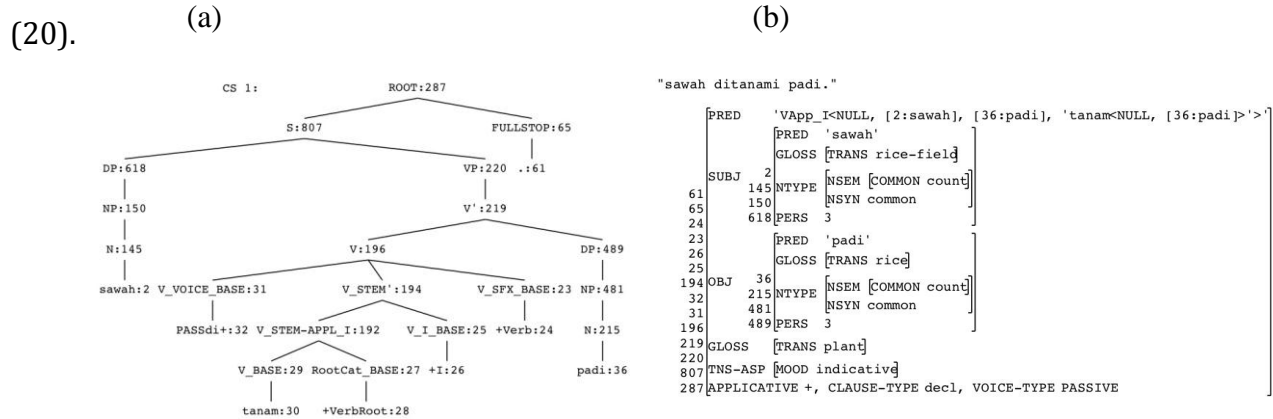 (20).
(a)
(b)
CS 1: ROOT:287
S:807 FULLSTOP:65
DP:618 VP:220 .:61
NP:150 V':219
N:145 V:196 DP:489
sawah:2 V_VOICE_BASE:31 V_STEM':194 V_SFX_BASE:23 NP:481
PASSdi+:32 V_STEM-APPL_I:192 V_I_BASE:25 +Verb:24 N:215
V_BASE:29 RootCat_BASE:27 +I:26 padi:36
tanam:30 +VerbRoot:28
"sawah ditanami padi."
PRED 'VApp_I<NULL, [2:sawah], [36:padi], 'tanam<NULL, [36:padi]>'>'
PRED 'sawah'
GLOSS [TRANS rice-field]
SUBJ 2
145 NTYPE [NSEM [COMMON count]
61 150 NSYN common]
65 618 PERS 3
24
23 PRED 'padi'
26 GLOSS [TRANS rice]
25
194 OBJ 36
32 215 NTYPE [NSEM [COMMON count]
31 481 NSYN common]
196 489 PERS 3
219 GLOSS [TRANS plant]
220
807 TNS-ASP [MOOD indicative]
287 APPLICATIVE +, CLAUSE-TYPE decl, VOICE-TYPE PASSIVE